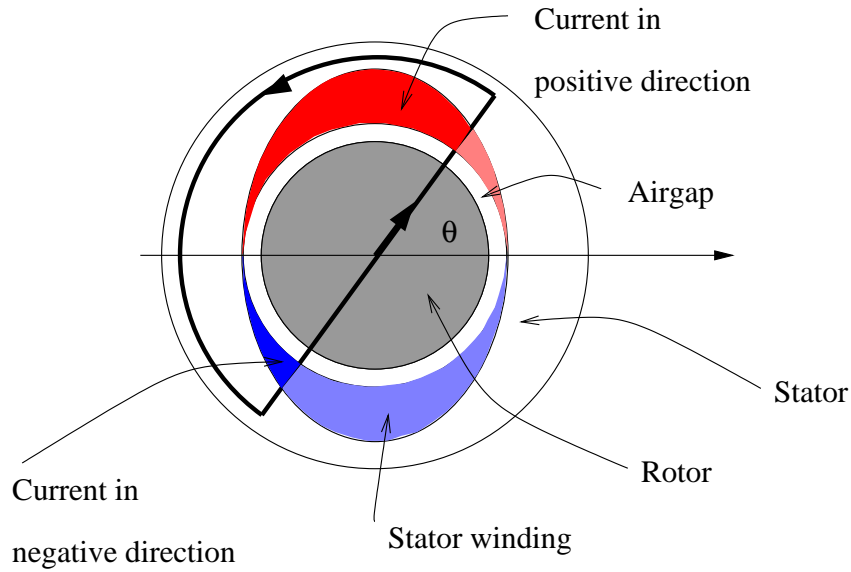 Current in
positive direction
Airgap
θ
Stator
Rotor
Current in
negative direction
Stator winding